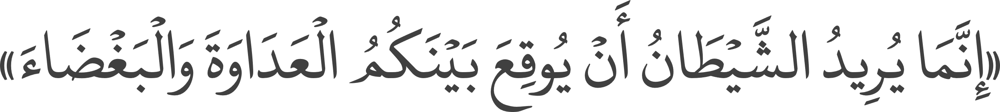 ((إِنَّمَا يُرِيدُ الشَّيْطَانُ أَن يُوقِعَ بَيْنَكُمُ الْعَدَاوَةَ وَالْبَغْضَاءَ